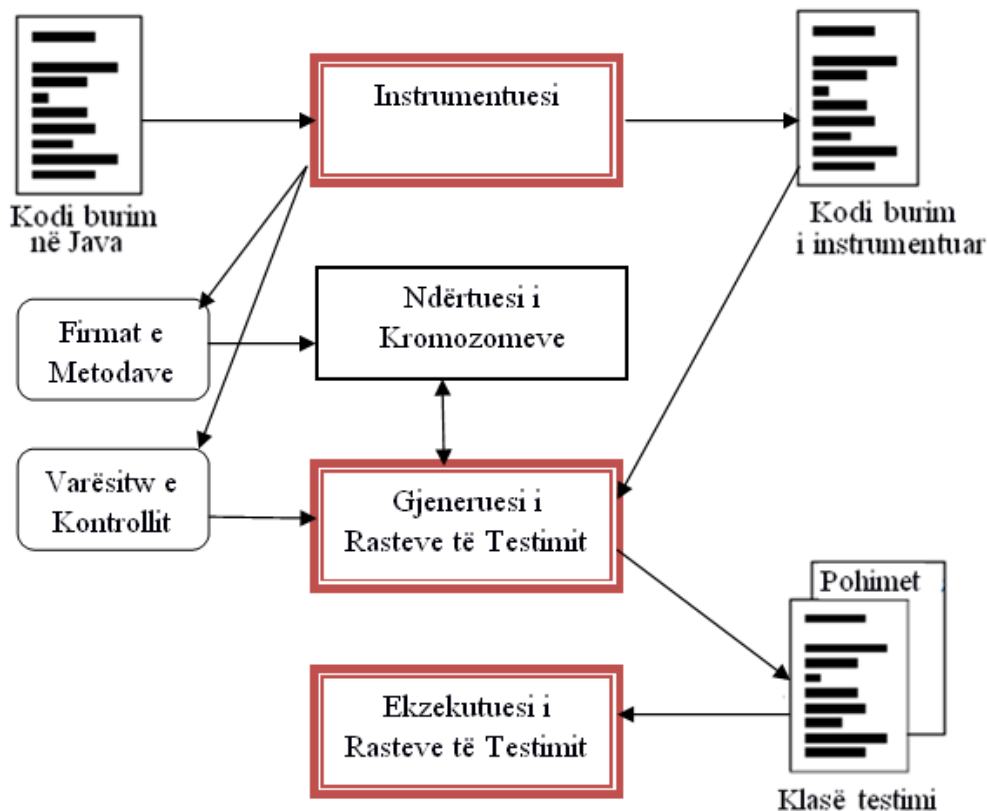 Instrumentuesi
Kodi burim
në Java
Kodi burim
i instrumentuar
Firmat e
Metodave
Ndërtuesi i
Kromozomeve
Varësitw e
Kontrollit
Gjeneruesi i
Rasteve të Testimit
Pohimet
Ekzekutuesi i
Rasteve të Testimit
Klasë testimi